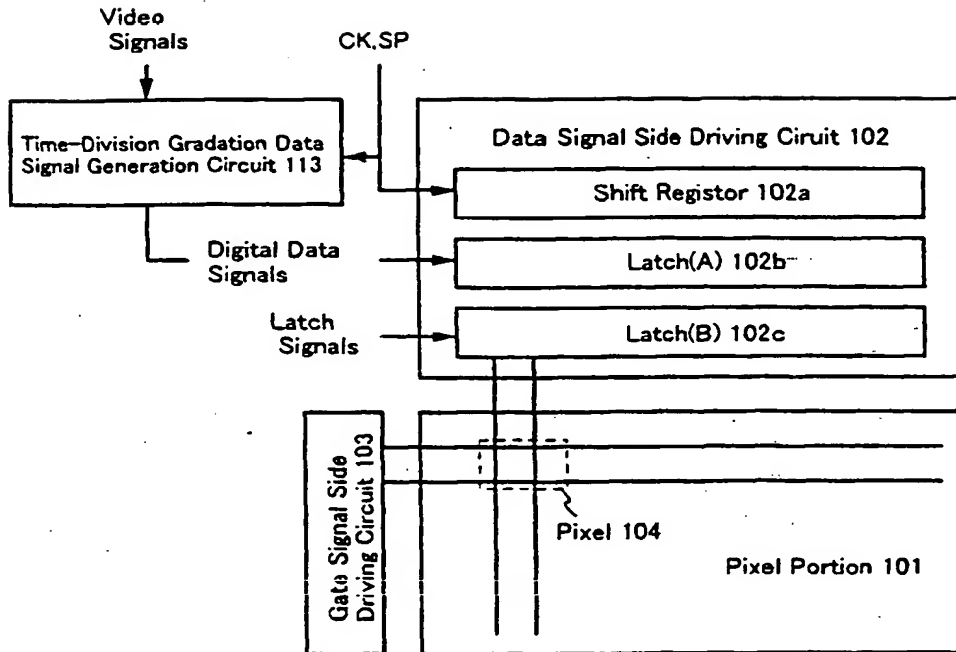 Video
Signals
CK.SP
Time-Division Gradation Data
Signal Generation Circuit 113
Data Signal Side Driving Ciruit 102
Shift Registor 102a
Digital Data
Signals
Latch(A) 102b
Latch
Signals
Latch(B) 102c
Gate Signal Side
Driving Circuit 103
Pixel 104
Pixel Portion 101